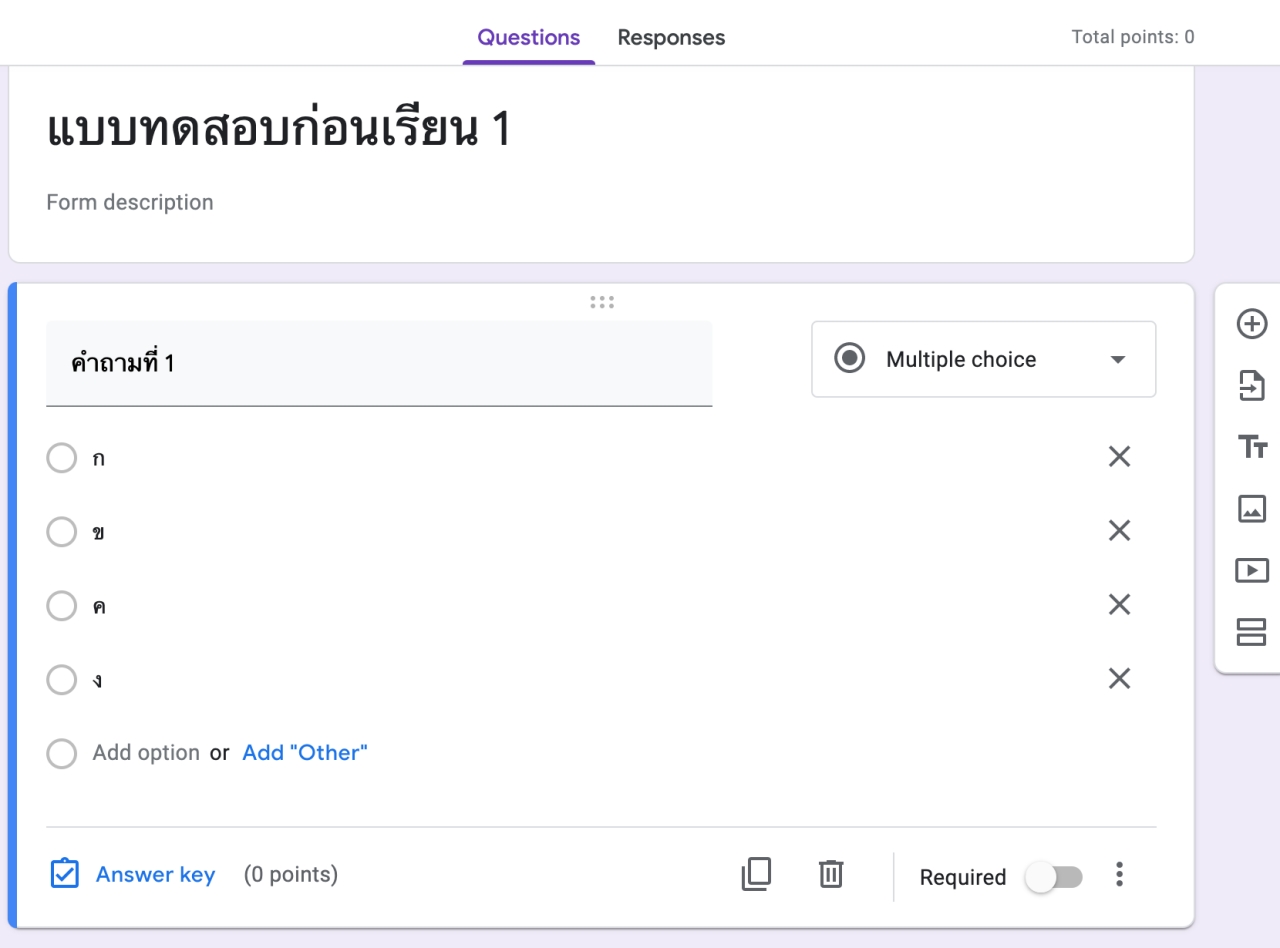 Questions Responses Total points: 0
แบบทดสอบก่อนเรียน 1
Form description
คำถามที่ 1 Multiple choice
ก
ข
ค
ง
Add option or Add "Other"
Answer key (0 points) Required